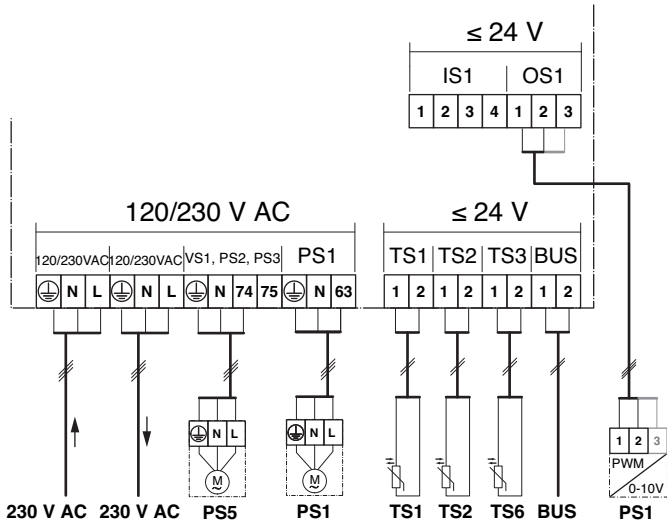 ≤ 24 V
IS1 OS1
1 2 3 4 1 2 3
120/230 V AC ≤ 24 V
120/230VAC 120/230VAC VS1, PS2, PS3 PS1 TS1 TS2 TS3 BUS
N L N L N 74 75 N 63 1 2 1 2 1 2 1 2
N L N L 1 2 3
M M PWM
0-10V
230 V AC 230 V AC PS5 PS1 TS1 TS2 TS6 BUS PS1